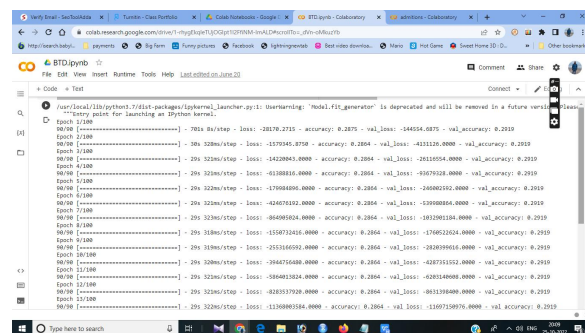 Verify Email - SeoToolAdda
Turnitin - Class Portfolio
Colab Notebooks - Google
BTD.ipynb - Colaboratory
admitions - Colaboratory
colab.research.google.com/drive/
http://search.babyl...
payments
Big Farm
Funny pictures
Facebook
lightningnewtab
Best video downloa...
Mario
Hot Game
Sweet Home 3D : D...
Other bookmarks
BTD.ipynb
Comment
Share
File Edit View Insert Runtime Tools Help Last edited on June 20
+ Code + Text
Connect
/usr/local/lib/python3.7/dist-packages/ipykernel_launcher.py:1: UserWarning: `Model.fit_generator` is deprecated and will be removed in a future version. Please
"""Entry point for launching an IPython kernel.
Epoch 1/100
90/90 [==============================] - 701s 8s/step - loss: -28170.2715 - accuracy: 0.2875 - val_loss: -144554.6875 - val_accuracy: 0.2919
Epoch 2/100
90/90 [==============================] - 30s 328ms/step - loss: -1579345.8750 - accuracy: 0.2864 - val_loss: -4131126.0000 - val_accuracy: 0.2919
Epoch 3/100
90/90 [==============================] - 29s 321ms/step - loss: -14220043.0000 - accuracy: 0.2864 - val_loss: -26116554.0000 - val_accuracy: 0.2919
Epoch 4/100
90/90 [==============================] - 29s 321ms/step - loss: -61388816.0000 - accuracy: 0.2864 - val_loss: -93679328.0000 - val_accuracy: 0.2919
Epoch 5/100
90/90 [==============================] - 29s 322ms/step - loss: -179984896.0000 - accuracy: 0.2864 - val_loss: -246002592.0000 - val_accuracy: 0.2919
Epoch 6/100
90/90 [==============================] - 29s 321ms/step - loss: -424676192.0000 - accuracy: 0.2864 - val_loss: -539980864.0000 - val_accuracy: 0.2919
Epoch 7/100
90/90 [==============================] - 29s 323ms/step - loss: -864905024.0000 - accuracy: 0.2864 - val_loss: -1032901184.0000 - val_accuracy: 0.2919
Epoch 8/100
90/90 [==============================] - 29s 318ms/step - loss: -1550732416.0000 - accuracy: 0.2864 - val_loss: -1760522624.0000 - val_accuracy: 0.2919
Epoch 9/100
90/90 [==============================] - 29s 319ms/step - loss: -2553166592.0000 - accuracy: 0.2864 - val_loss: -2820399616.0000 - val_accuracy: 0.2919
Epoch 10/100
90/90 [==============================] - 29s 320ms/step - loss: -3944756480.0000 - accuracy: 0.2864 - val_loss: -4287351552.0000 - val_accuracy: 0.2919
Epoch 11/100
90/90 [==============================] - 29s 321ms/step - loss: -5864013824.0000 - accuracy: 0.2864 - val_loss: -6203140608.0000 - val_accuracy: 0.2919
Epoch 12/100
90/90 [==============================] - 29s 321ms/step - loss: -8283537920.0000 - accuracy: 0.2864 - val_loss: -8681331712.0000 - val_accuracy: 0.2919
Epoch 13/100
90/90 [==============================] - 29s 322ms/step - loss: -11368003584.0000 - accuracy: 0.2864 - val_loss: -11697150976.0000 - val_accuracy: 0.2919
Type here to search
ENG
20:09
25-10-2022